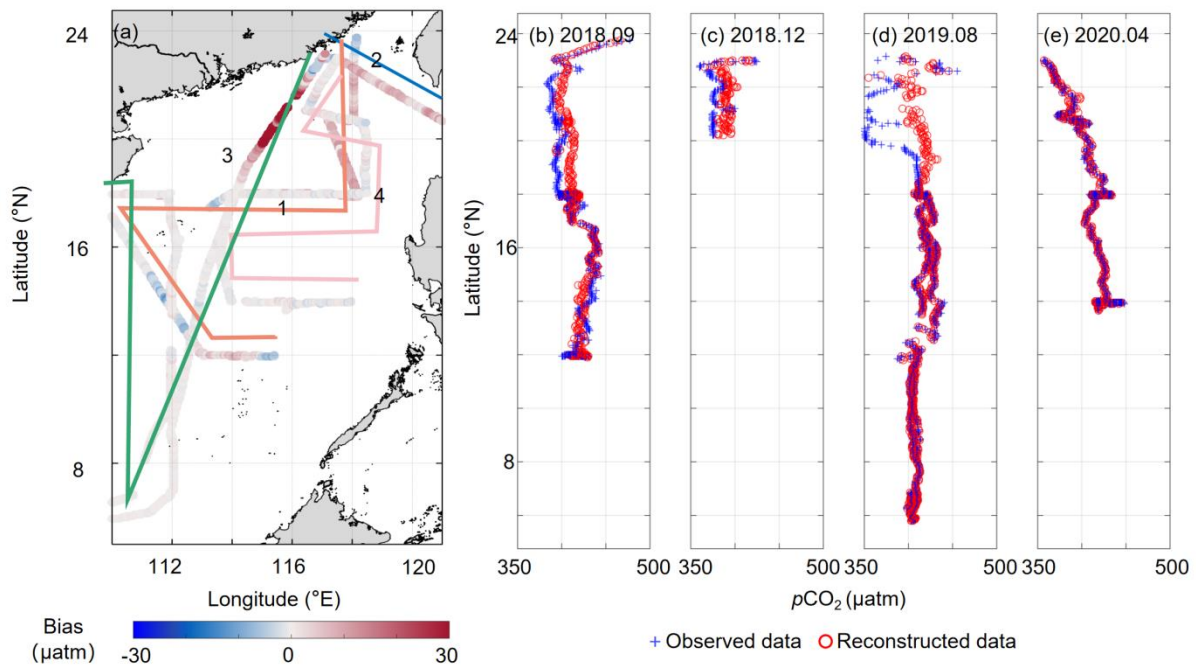 (a)
(b) 2018.09
(c) 2018.12
(d) 2019.08
(e) 2020.04
24
16
8
Latitude (°N)
2
3
1
4
112
116
120
Longitude (°E)
Latitude (°N)
24
16
8
350
500
350
500
350
500
350
500
pCO₂ (µatm)
Bias
(µatm)
-30
0
30
+ Observed data
○ Reconstructed data